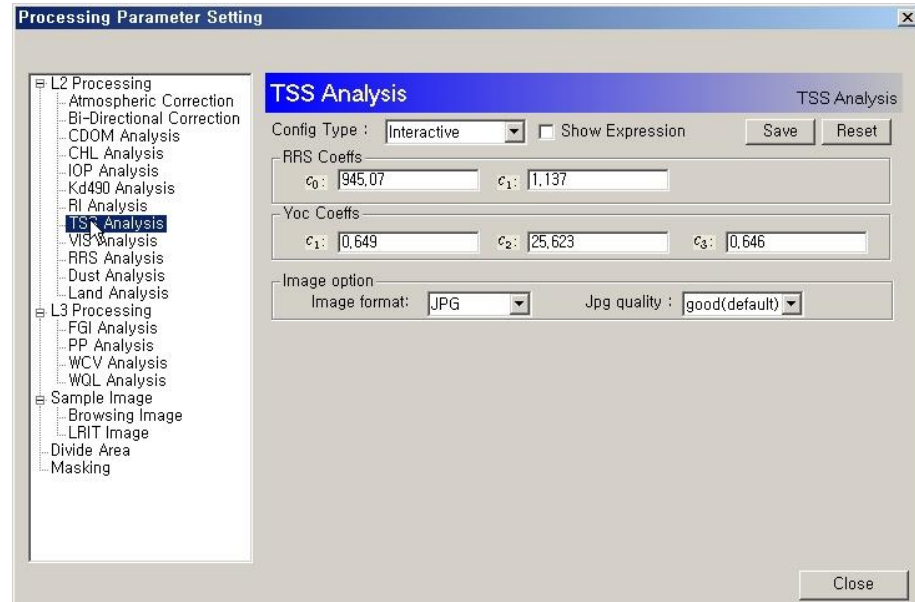 Processing Parameter Setting
L2 Processing
Atmospheric Correction
Bi-Directional Correction
CDOM Analysis
CHL Analysis
IOP Analysis
Kd490 Analysis
RI Analysis
TSS Analysis
VIS Analysis
RRS Analysis
Dust Analysis
Land Analysis
L3 Processing
FGI Analysis
PP Analysis
WCV Analysis
WQL Analysis
Sample Image
Browsing Image
LRIT Image
Divide Area
Masking
TSS Analysis TSS Analysis
Config Type : Interactive Show Expression Save Reset
RRS Coeffs
c₀: 945,07 c₁: 1,137
Yoc Coeffs
c₁: 0,649 c₂: 25,623 c₃: 0,646
Image option
Image format: JPG Jpg quality : good(default)
Close